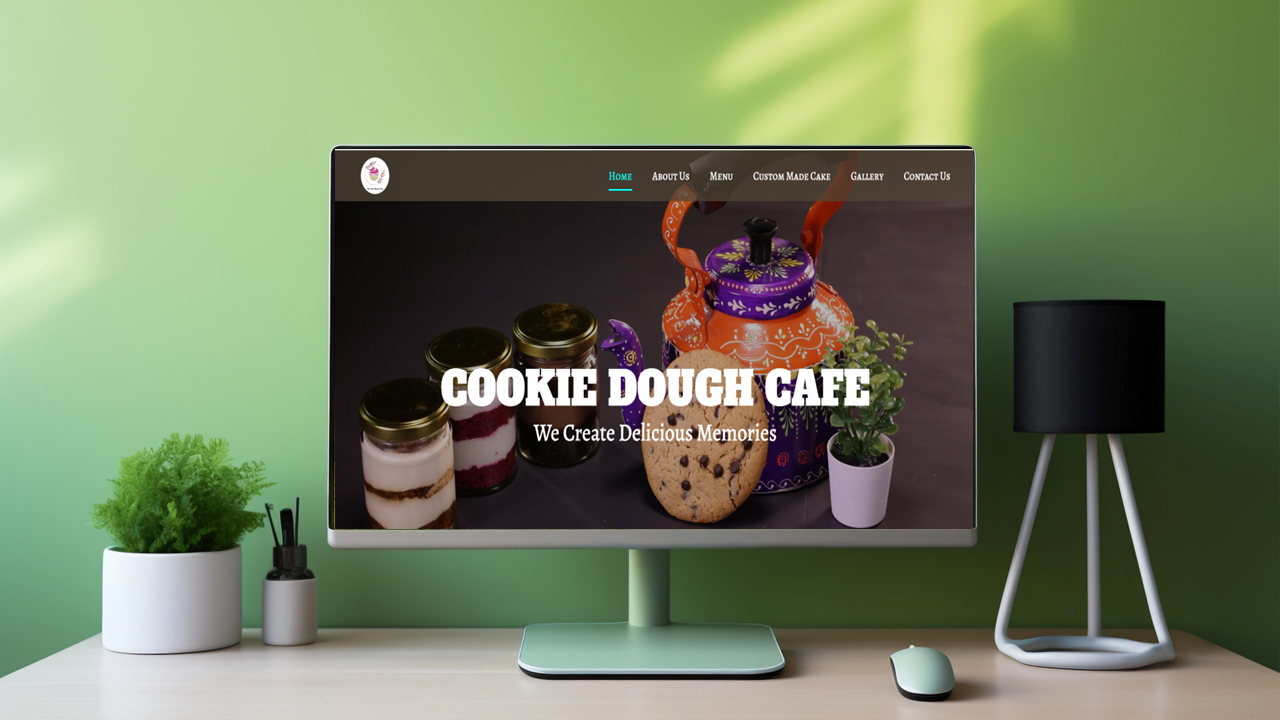 Home About Us Menu Custom Made Cake Gallery Contact Us
COOKIE DOUGH CAFE
We Create Delicious Memories